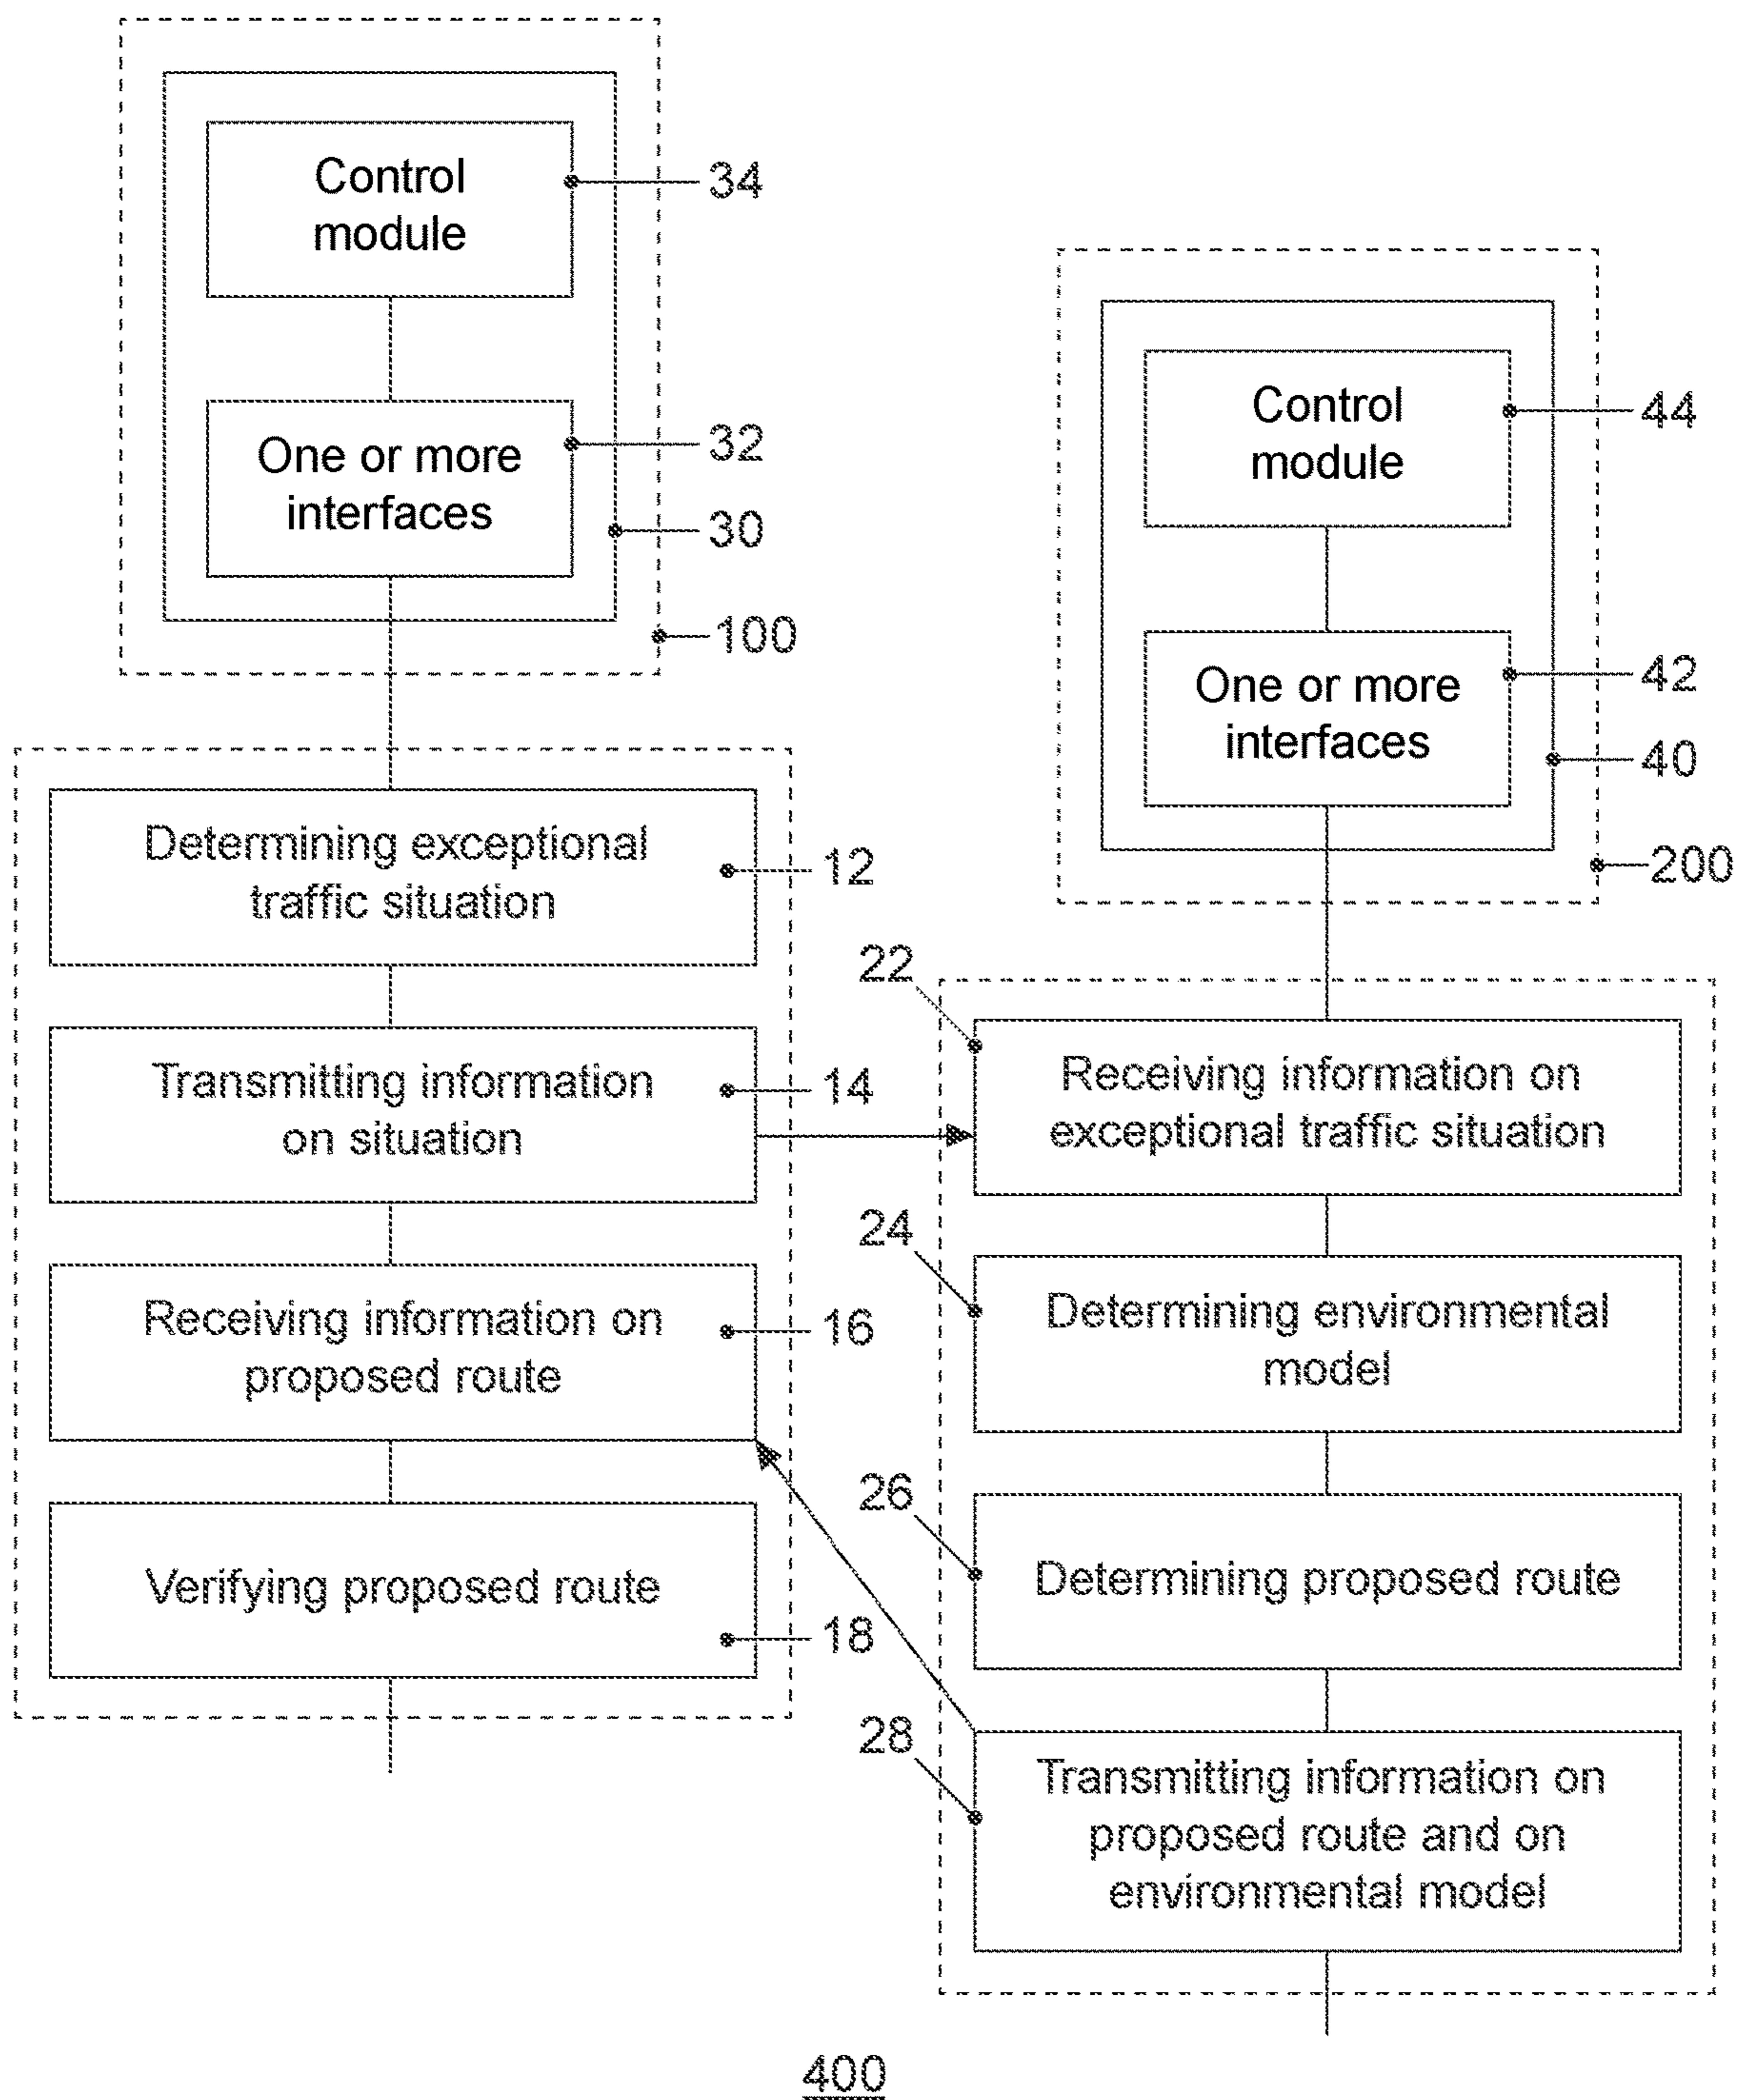 Control
module
34
One or more
interfaces
32
30
100
Control
module
44
One or more
interfaces
42
40
200
Determining exceptional
traffic situation
12
Transmitting information
on situation
14
Receiving information on
proposed route
16
Verifying proposed route
18
22
Receiving information on
exceptional traffic situation
24
Determining environmental
model
26
Determining proposed route
28
Transmitting information on
proposed route and on
environmental model
400